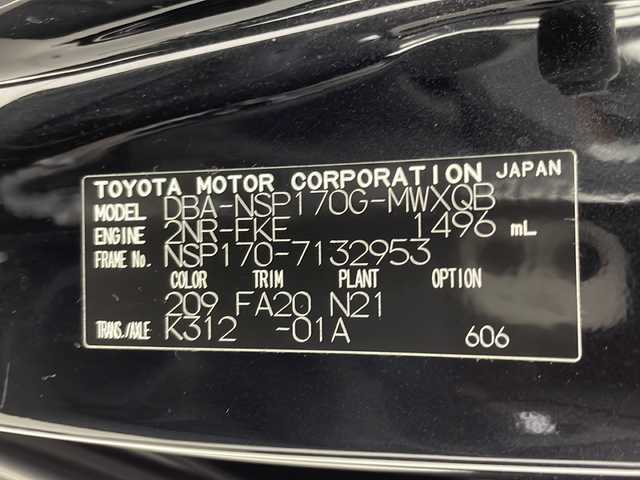 TOYOTA MOTOR CORPORATION JAPAN
MODEL DBA-NSP170G-MWXQB
ENGINE 2NR-FKE 1496 mL
FRAME No. NSP170-7132953
COLOR TRIM PLANT OPTION
209 FA20 N21
TRANS./AXLE K312 -01A 606